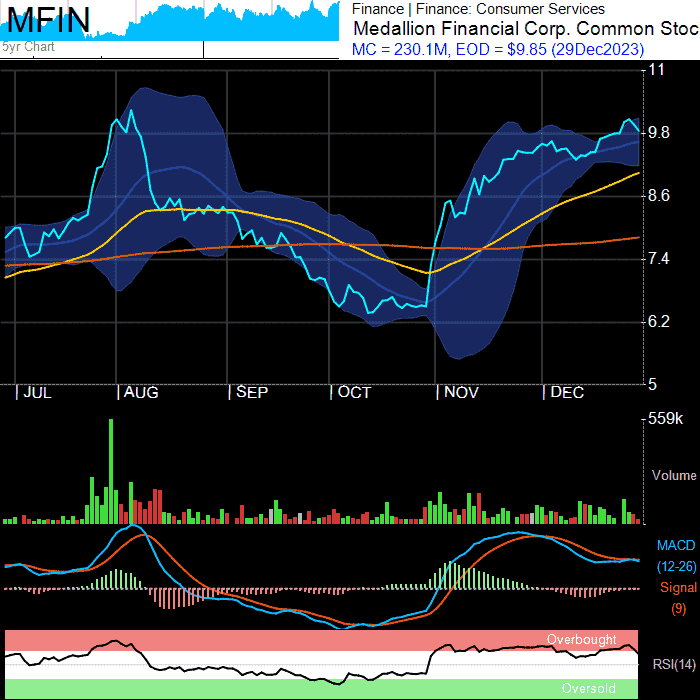 MFIN
5yr Chart
Finance | Finance: Consumer Services
Medallion Financial Corp. Common Stoc
MC = 230.1M, EOD = $9.85 (29Dec2023)
11
9.8
8.6
7.4
6.2
5
JUL AUG SEP OCT NOV DEC
559k
Volume
MACD
(12-26)
Signal
(9)
Overbought
RSI(14)
Oversold